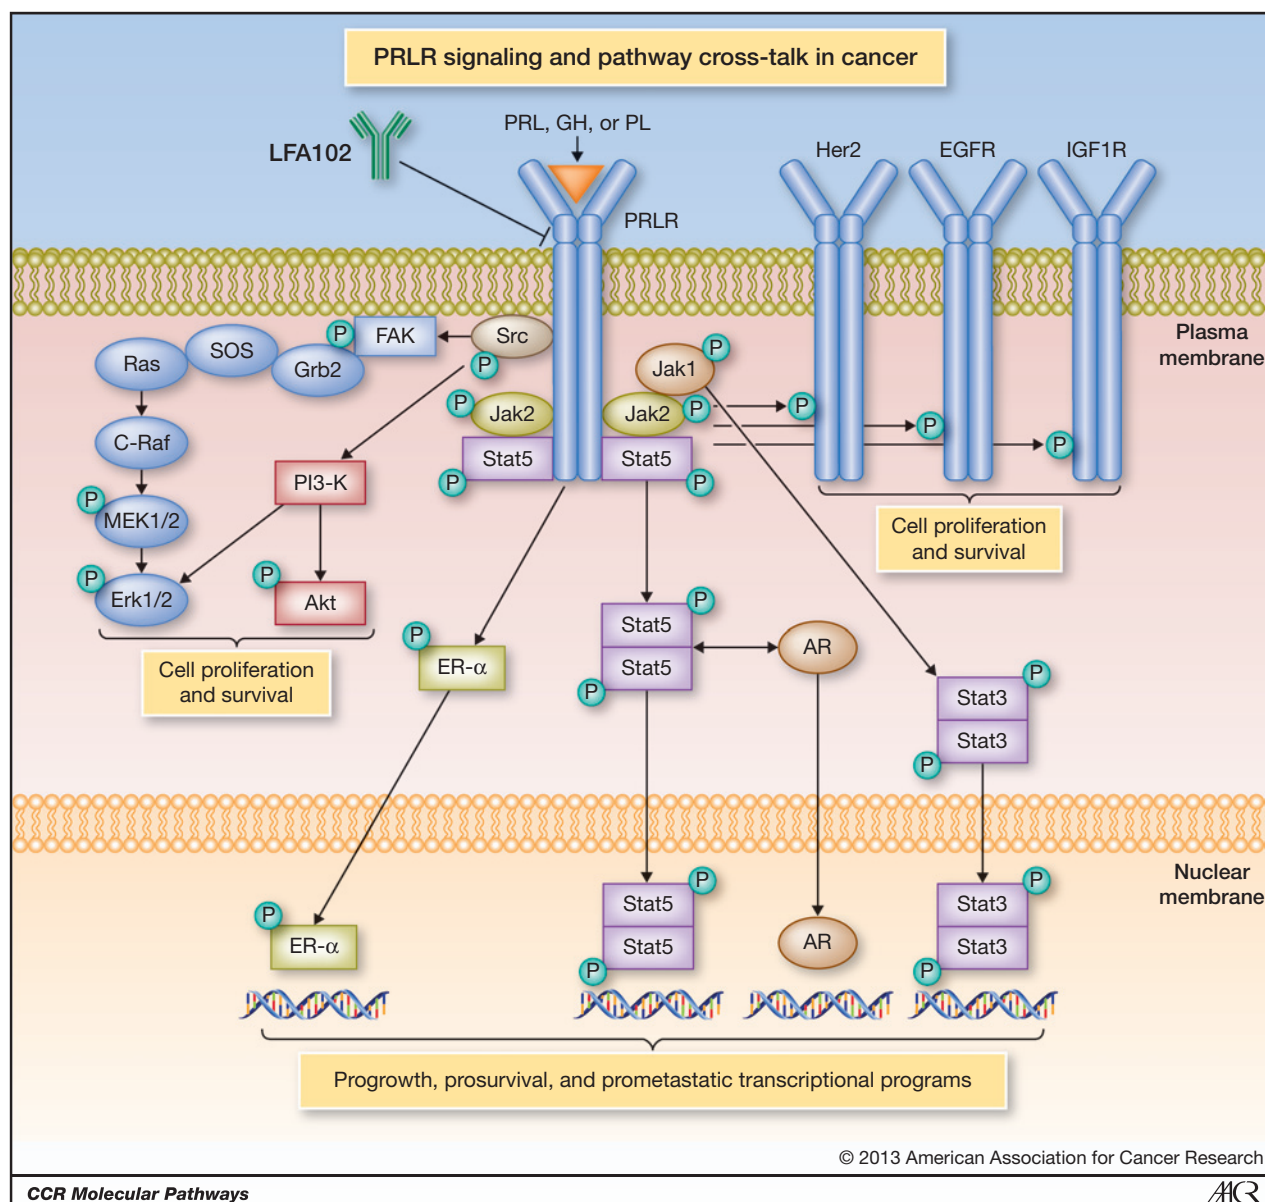 PRLR signaling and pathway cross-talk in cancer
LFA102
PRL, GH, or PL
PRLR
Her2
EGFR
IGF1R
Plasma
membrane
P
FAK
Src
P
Ras
SOS
Grb2
Jak1
P
P
Jak2
Jak2
P
P
P
P
C-Raf
Stat5
Stat5
P
P
PI3-K
P
MEK1/2
Cell proliferation
and survival
P
Erk1/2
P
Akt
Cell proliferation
and survival
P
ER-α
P
Stat5
Stat5
P
AR
P
Stat3
Stat3
P
Nuclear
membrane
P
ER-α
P
Stat5
Stat5
P
AR
P
Stat3
Stat3
P
Progrowth, prosurvival, and prometastatic transcriptional programs
© 2013 American Association for Cancer Research
CCR Molecular Pathways
AACR